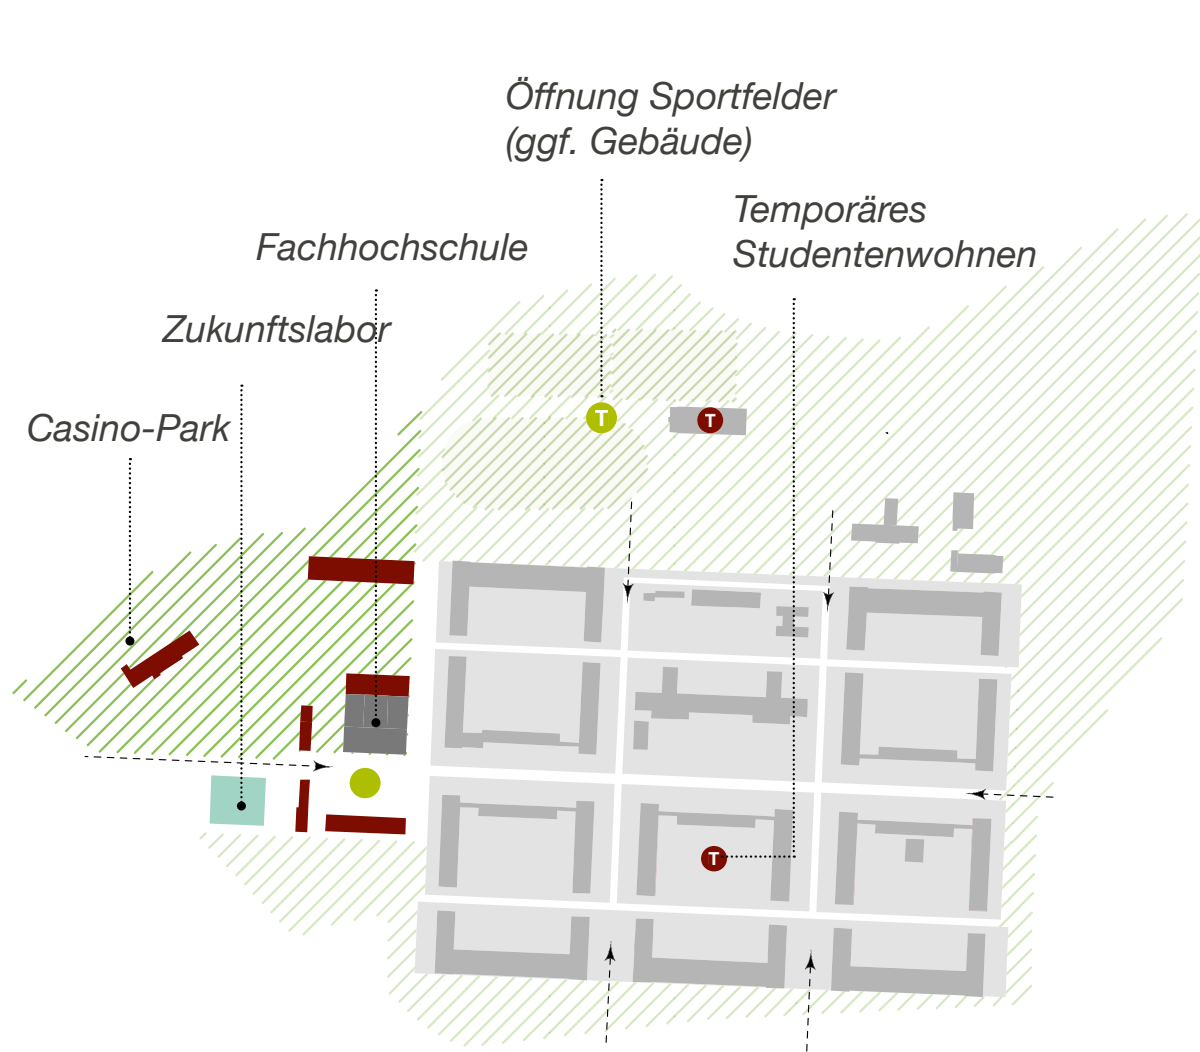 Öffnung Sportfelder
(ggf. Gebäude)
Temporäres
Studentenwohnen
Fachhochschule
Zukunftslabor
Casino-Park
T
T
T